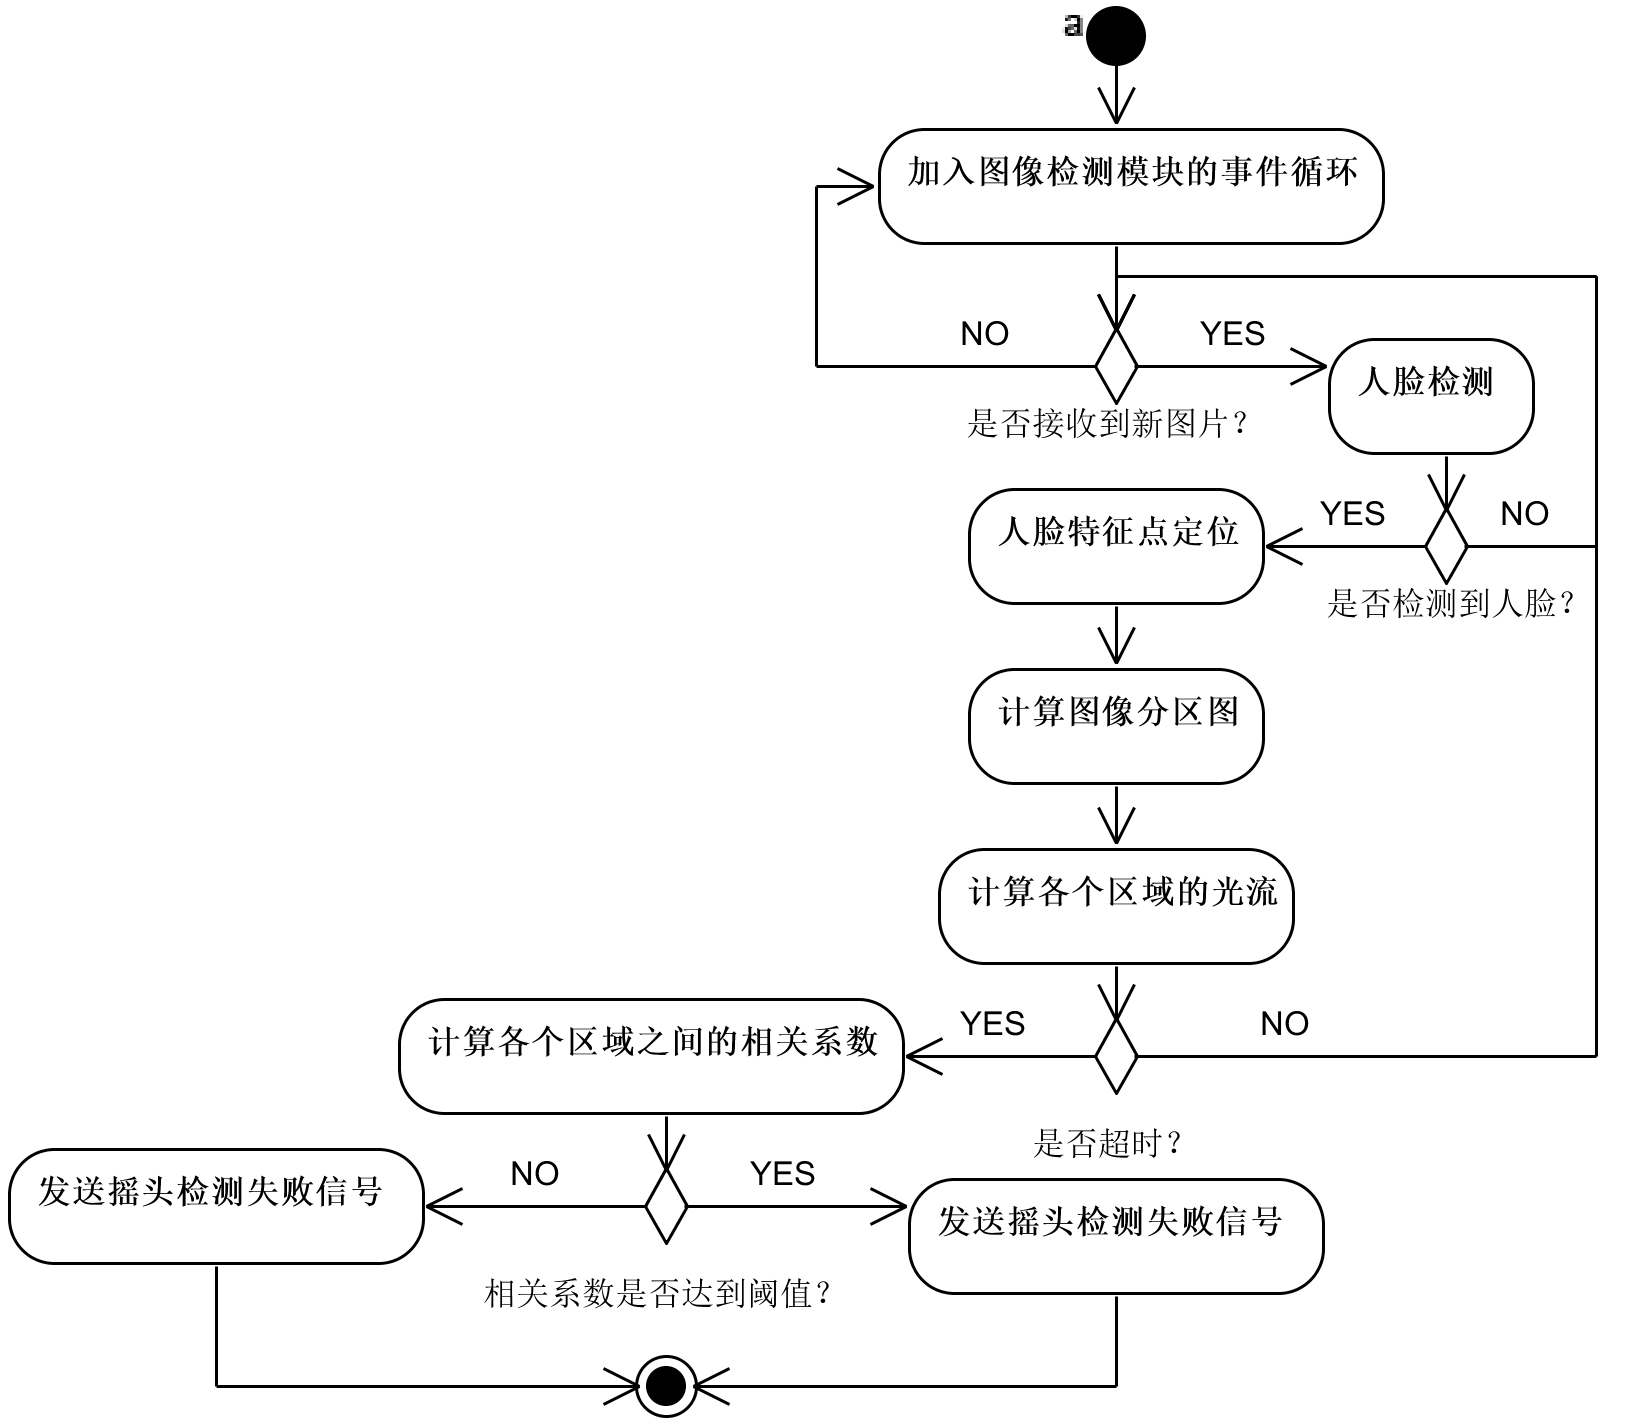 a
加入图像检测模块的事件循环
NO
YES
人脸检测
是否接收到新图片？
人脸特征点定位
YES
NO
是否检测到人脸？
计算图像分区图
计算各个区域的光流
计算各个区域之间的相关系数
YES
NO
是否超时？
发送摇头检测失败信号
NO
YES
发送摇头检测失败信号
相关系数是否达到阈值？